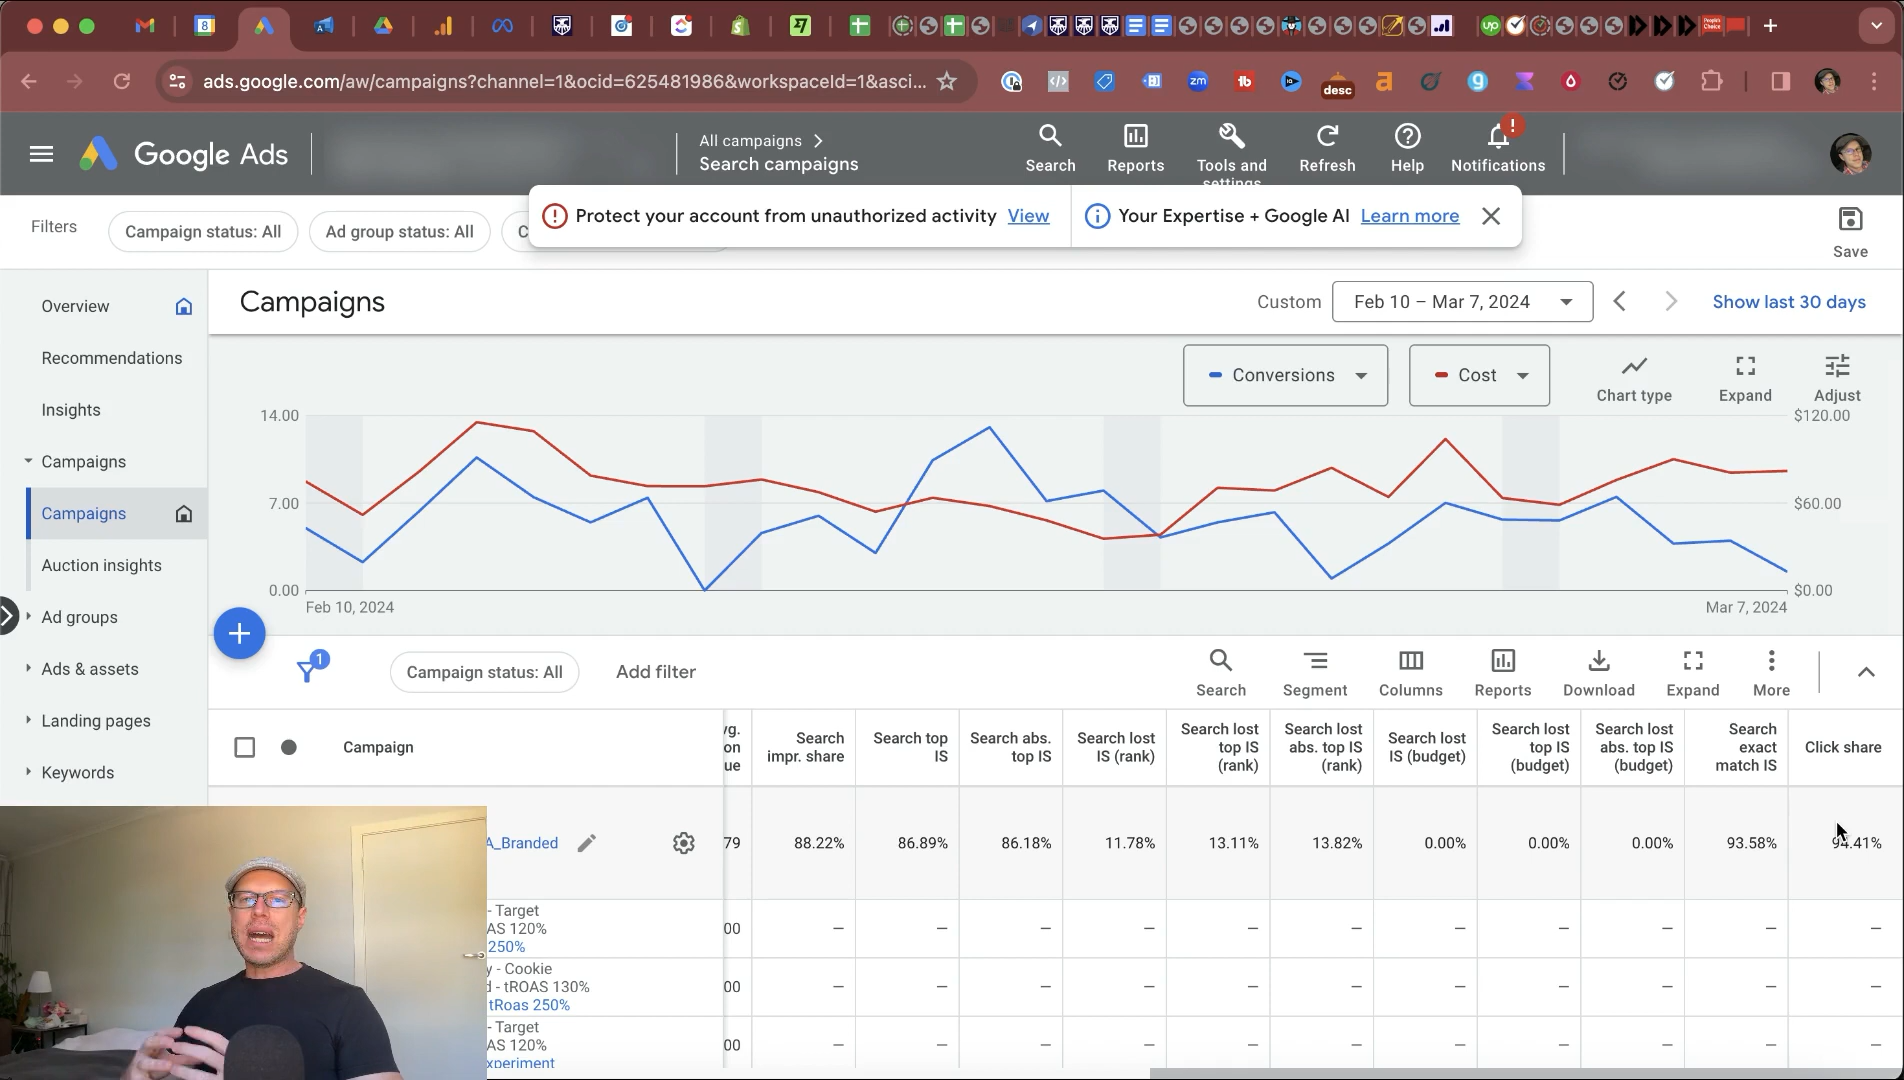 ads.google.com/aw/campaigns?channel=1&ocid=625481986&workspaceId=1&asci...
desc
Google Ads
All campaigns
Search campaigns
Search
Reports
Tools and settings
Refresh
Help
Notifications
Protect your account from unauthorized activity View
Your Expertise + Google AI Learn more
Filters
Campaign status: All
Ad group status: All
C
Save
Overview
Recommendations
Insights
Campaigns
Campaigns
Auction insights
Ad groups
Ads & assets
Landing pages
Keywords
Campaigns
Custom
Feb 10 – Mar 7, 2024
Show last 30 days
Conversions
Cost
Chart type
Expand
Adjust
14.00
$120.00
7.00
$60.00
0.00
$0.00
Feb 10, 2024
Mar 7, 2024
1
Campaign status: All
Add filter
Search
Segment
Columns
Reports
Download
Expand
More
Campaign
vg.
on
ue
Search
impr. share
Search top
IS
Search abs.
top IS
Search lost
IS (rank)
Search lost
top IS
(rank)
Search lost
abs. top IS
(rank)
Search lost
IS (budget)
Search lost
top IS
(budget)
Search lost
abs. top IS
(budget)
Search
exact
match IS
Click share
A_Branded
79
88.22%
86.89%
86.18%
11.78%
13.11%
13.82%
0.00%
0.00%
0.00%
93.58%
94.41%
- Target
AS 120%
250%
00
– – – – – – – – – – –
y - Cookie
d - tROAS 130%
tRoas 250%
00
– – – – – – – – – – –
- Target
AS 120%
xperiment
00
– – – – – – – – – – –